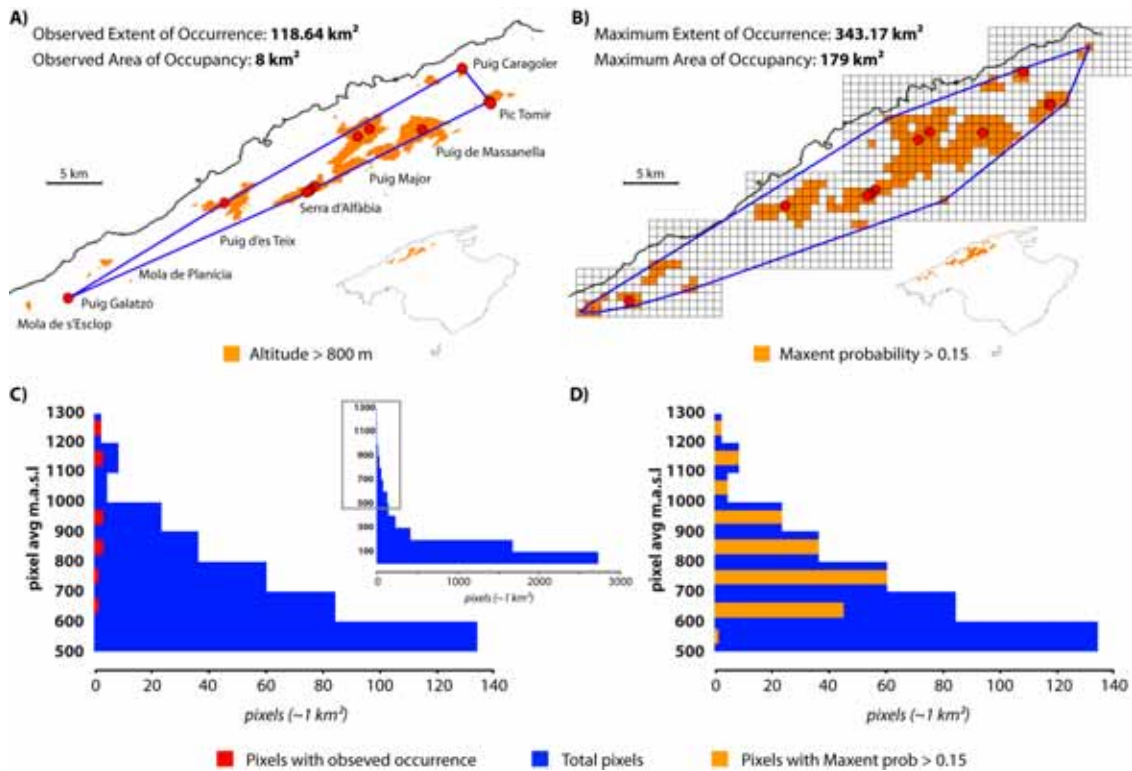 A)
Observed Extent of Occurrence: 118.64 km²
Observed Area of Occupancy: 8 km²
Puig Caragoler
Pic Tomir
Puig de Massanella
Puig Major
5 km
Serra d'Alfàbia
Puig d'es Teix
Mola de Planícia
Puig Galatzó
Mola de s'Esclop
Altitude > 800 m
B)
Maximum Extent of Occurrence: 343.17 km²
Maximum Area of Occupancy: 179 km²
5 km
Maxent probability > 0.15
C)
pixel avg m.a.s.l
1300
1200
1100
1000
900
800
700
600
500
0 20 40 60 80 100 120 140
pixels (~1 km²)
1300
1100
900
700
500
300
100
0 1000 2000 3000
pixels (~1 km²)
D)
pixel avg m.a.s.l
1300
1200
1100
1000
900
800
700
600
500
0 20 40 60 80 100 120 140
pixels (~1 km²)
Pixels with obseved occurrence
Total pixels
Pixels with Maxent prob > 0.15